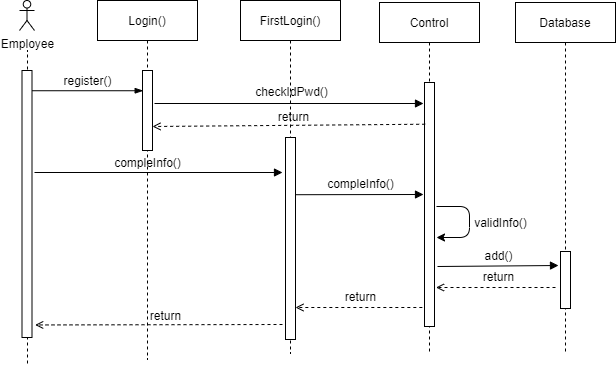 Login()
FirstLogin()
Control
Database
Employee
register()
checkIdPwd()
return
compleInfo()
compleInfo()
validInfo()
add()
return
return
return